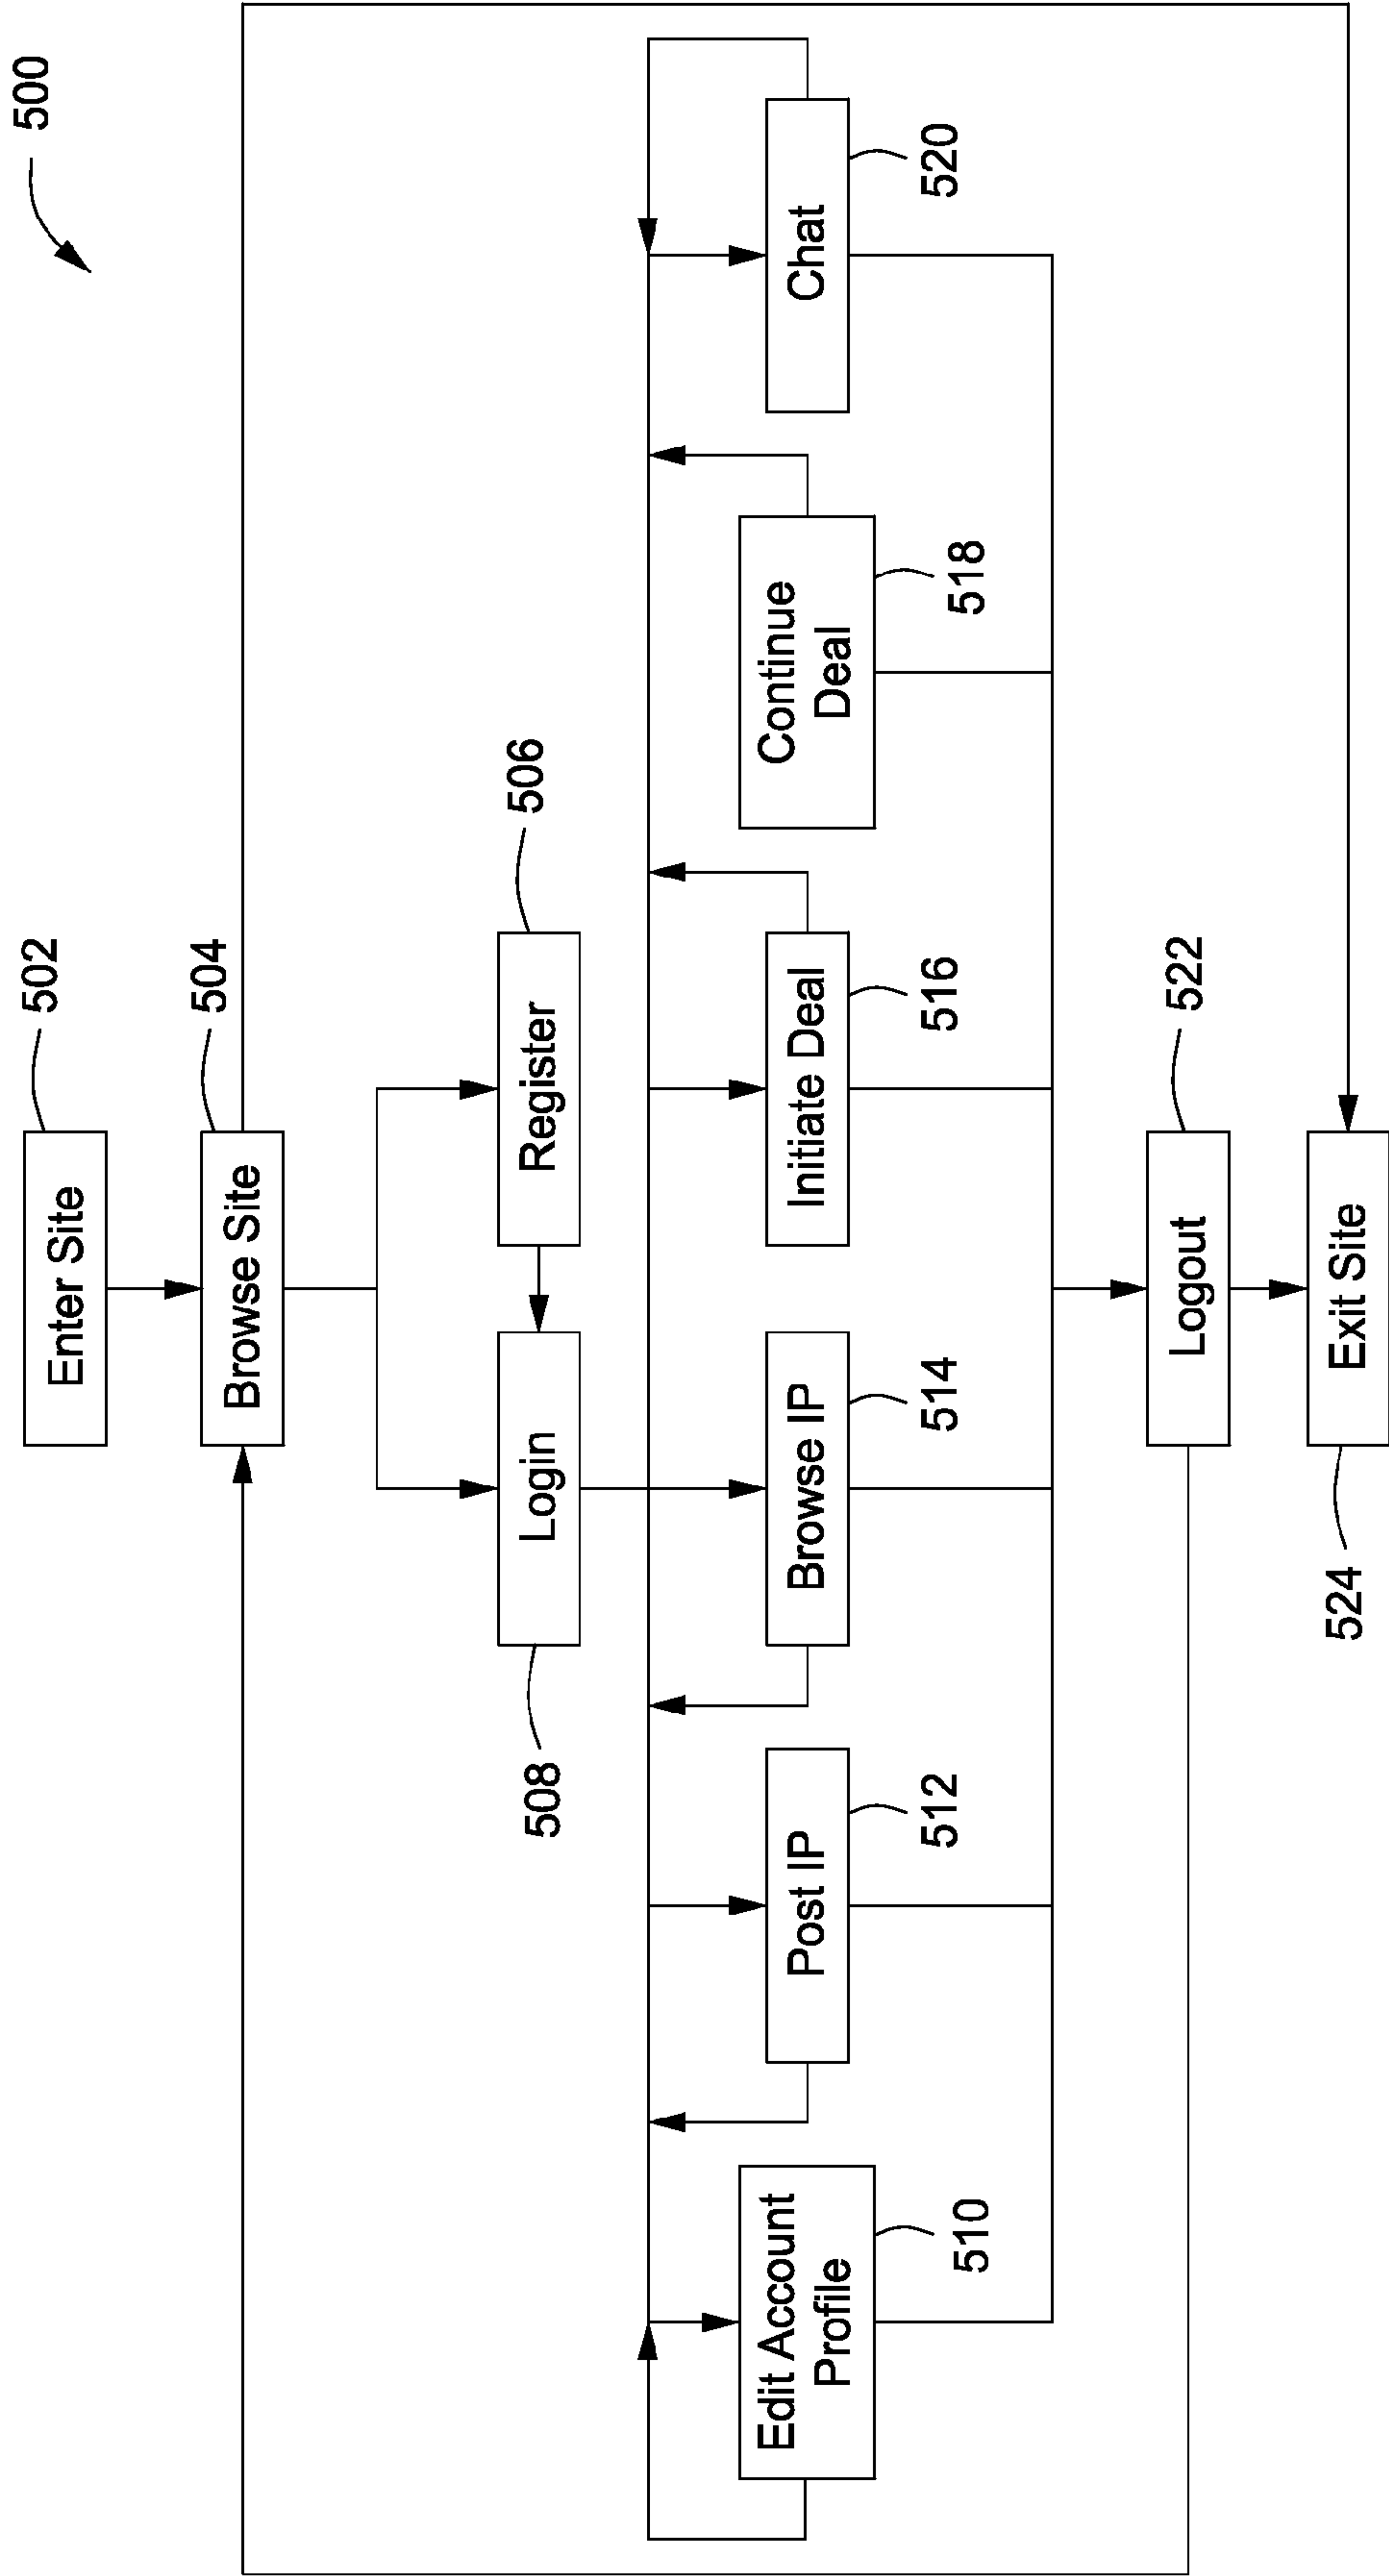 500
Enter Site
502
Browse Site
504
Login
508
Register
506
Edit Account
Profile
510
Post IP
512
Browse IP
514
Initiate Deal
516
Continue
Deal
518
Chat
520
Logout
522
Exit Site
524